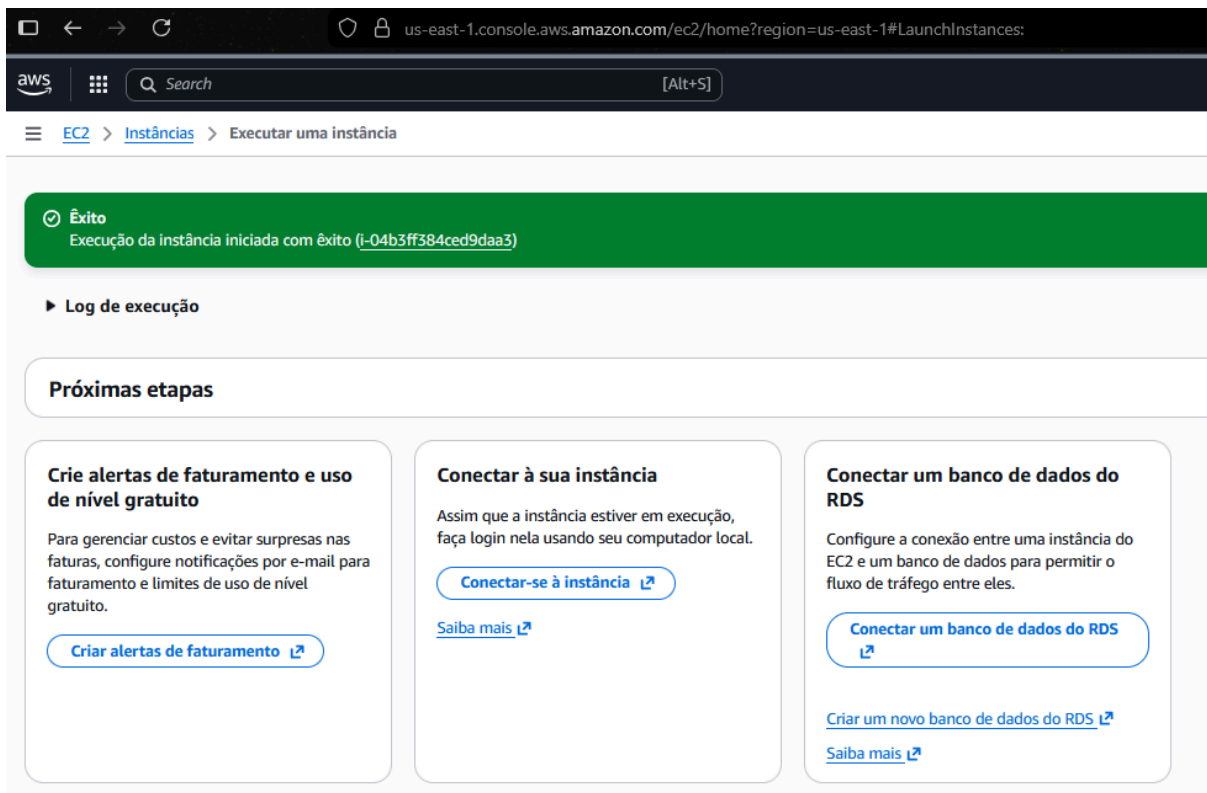 us-east-1.console.aws.amazon.com/ec2/home?region=us-east-1#LaunchInstances:
aws
Search
[Alt+S]
EC2 > Instâncias > Executar uma instância
Êxito
Execução da instância iniciada com êxito (i-04b3ff384ced9daa3)
Log de execução
Próximas etapas
Crie alertas de faturamento e uso
de nível gratuito
Para gerenciar custos e evitar surpresas nas
faturas, configure notificações por e-mail para
faturamento e limites de uso de nível
gratuito.
Criar alertas de faturamento
Conectar à sua instância
Assim que a instância estiver em execução,
faça login nela usando seu computador local.
Conectar-se à instância
Saiba mais
Conectar um banco de dados do
RDS
Configure a conexão entre uma instância do
EC2 e um banco de dados para permitir o
fluxo de tráfego entre eles.
Conectar um banco de dados do RDS
Criar um novo banco de dados do RDS
Saiba mais